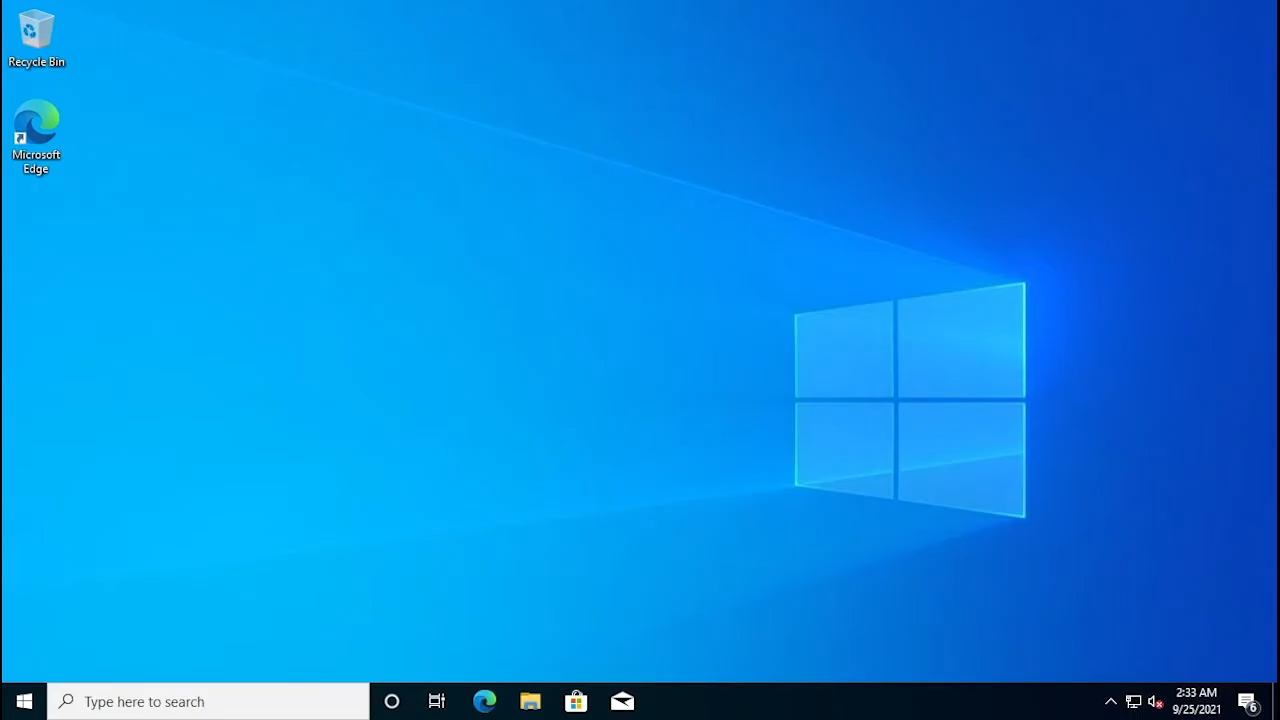 Recycle Bin
Microsoft
Edge
Type here to search
2:33 AM
9/25/2021
6